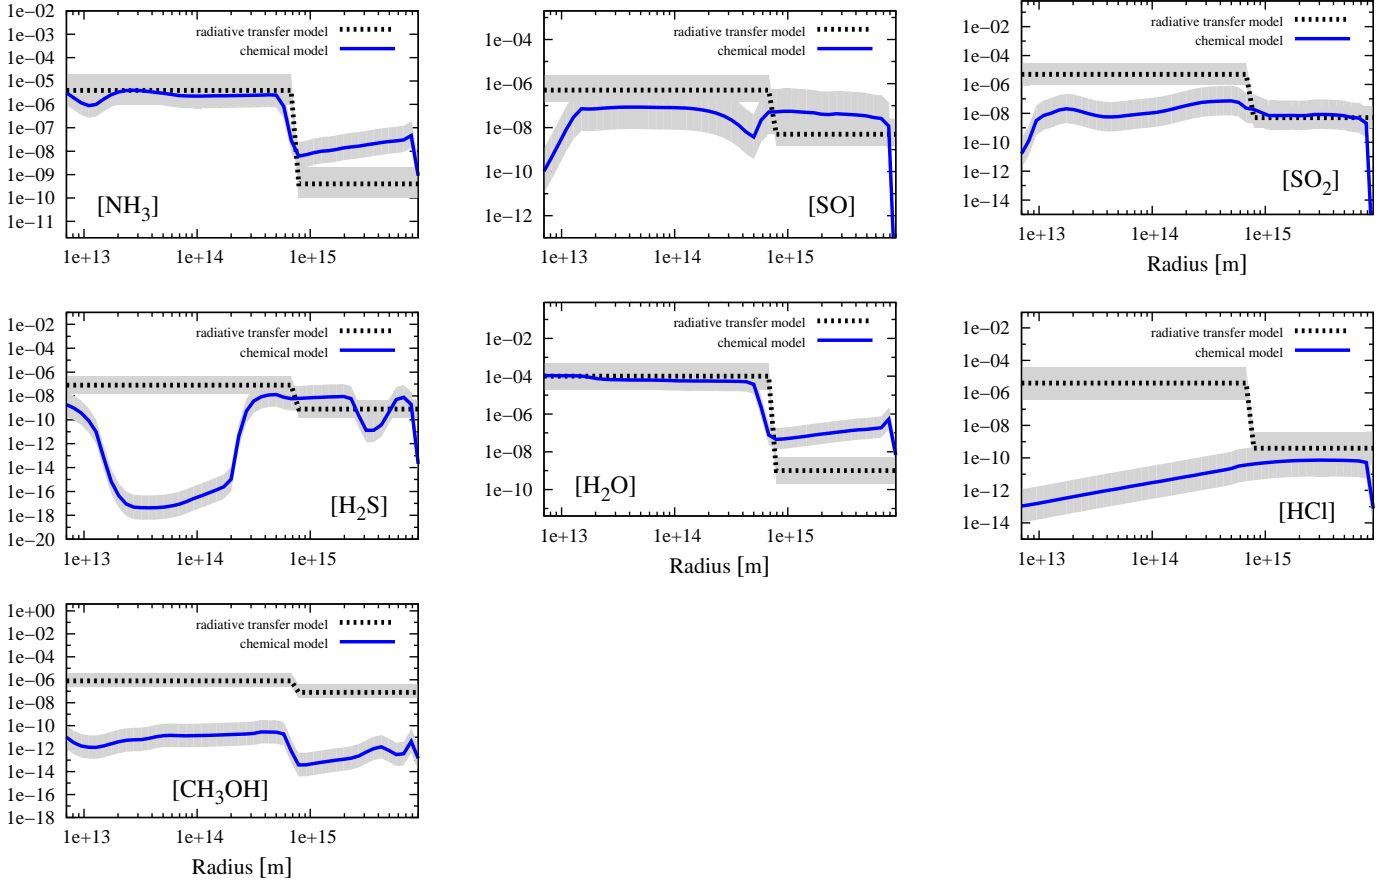 1e−02
1e−03
1e−04
1e−05
1e−06
1e−07
1e−08
1e−09
1e−10
1e−11
radiative transfer model
chemical model
[NH3]
1e+13 1e+14 1e+15
1e−04
1e−06
1e−08
1e−10
1e−12
radiative transfer model
chemical model
[SO]
1e+13 1e+14 1e+15
1e−02
1e−04
1e−06
1e−08
1e−10
1e−12
1e−14
radiative transfer model
chemical model
[SO2]
1e+13 1e+14 1e+15
Radius [m]
1e−02
1e−04
1e−06
1e−08
1e−10
1e−12
1e−14
1e−16
1e−18
1e−20
radiative transfer model
chemical model
[H2S]
1e+13 1e+14 1e+15
1e−02
1e−04
1e−06
1e−08
1e−10
radiative transfer model
chemical model
[H2O]
1e+13 1e+14 1e+15
Radius [m]
1e−02
1e−04
1e−06
1e−08
1e−10
1e−12
1e−14
radiative transfer model
chemical model
[HCl]
1e+13 1e+14 1e+15
1e+00
1e−02
1e−04
1e−06
1e−08
1e−10
1e−12
1e−14
1e−16
1e−18
radiative transfer model
chemical model
[CH3OH]
1e+13 1e+14 1e+15
Radius [m]